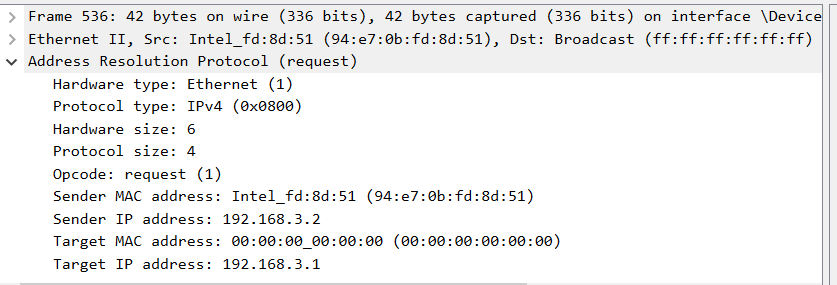 Frame 536: 42 bytes on wire (336 bits), 42 bytes captured (336 bits) on interface \Device
Ethernet II, Src: Intel_fd:8d:51 (94:e7:0b:fd:8d:51), Dst: Broadcast (ff:ff:ff:ff:ff:ff)
Address Resolution Protocol (request)
Hardware type: Ethernet (1)
Protocol type: IPv4 (0x0800)
Hardware size: 6
Protocol size: 4
Opcode: request (1)
Sender MAC address: Intel_fd:8d:51 (94:e7:0b:fd:8d:51)
Sender IP address: 192.168.3.2
Target MAC address: 00:00:00_00:00:00 (00:00:00:00:00:00)
Target IP address: 192.168.3.1